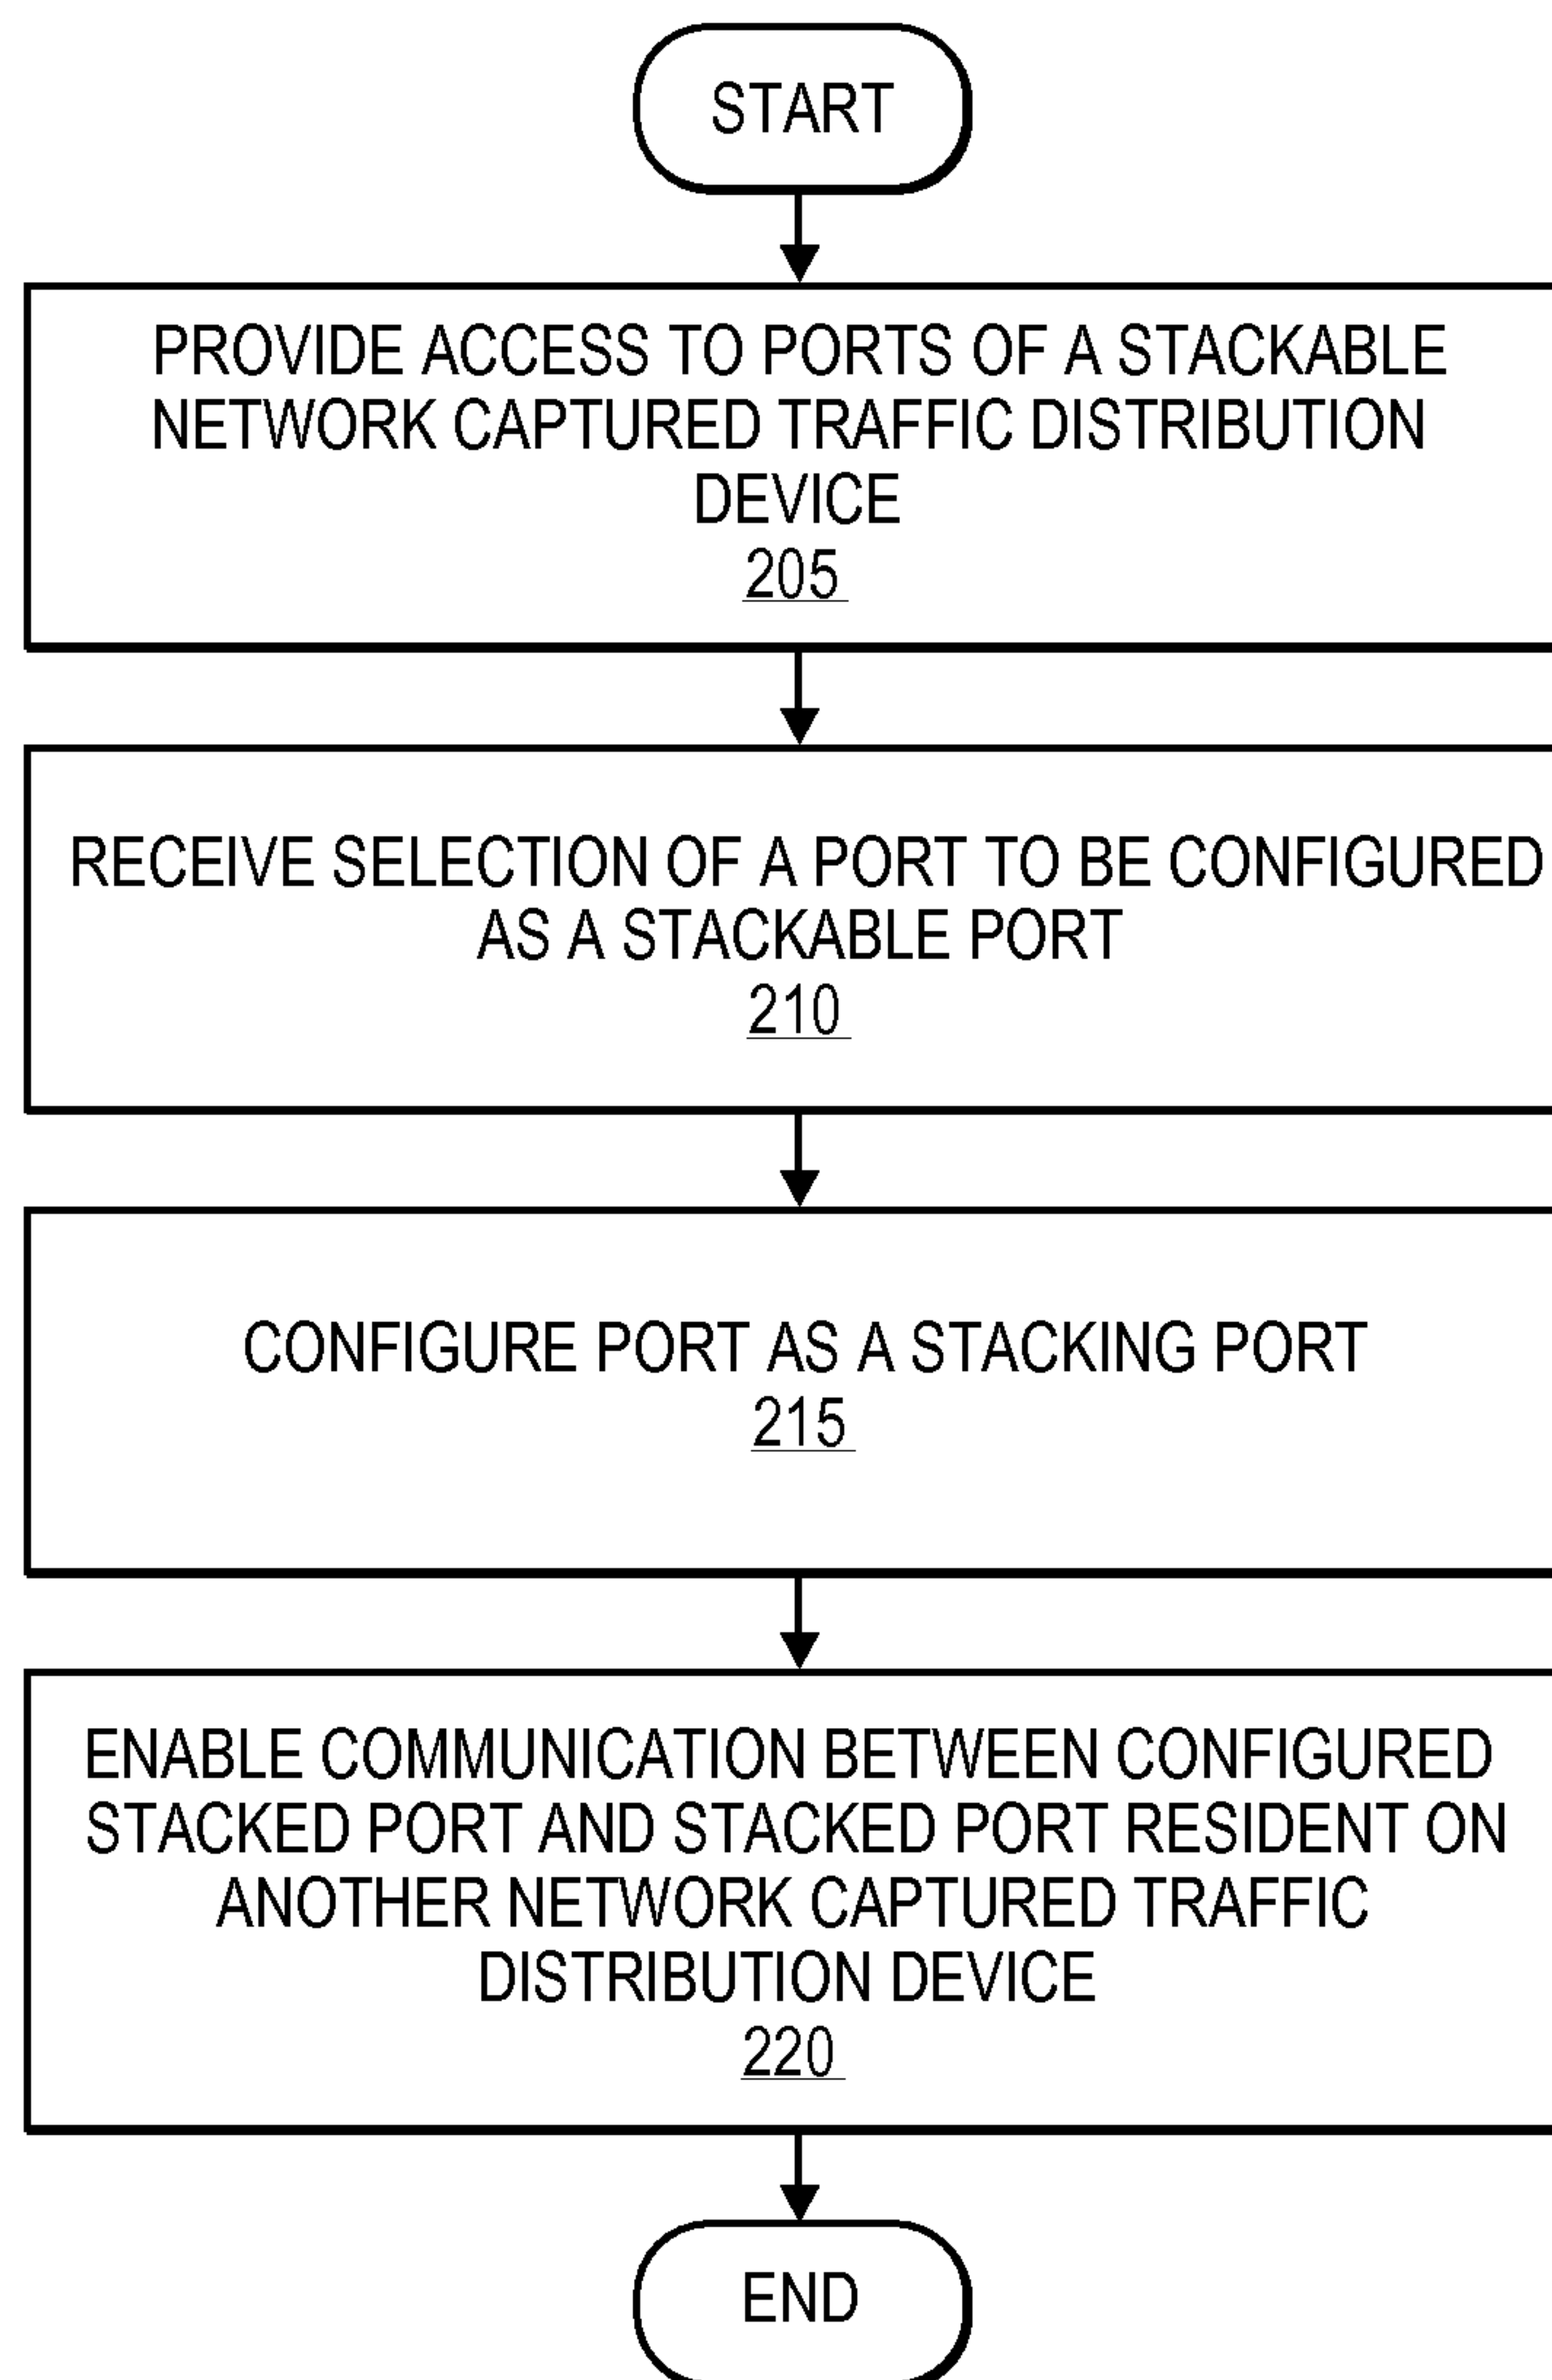 START
PROVIDE ACCESS TO PORTS OF A STACKABLE
NETWORK CAPTURED TRAFFIC DISTRIBUTION
DEVICE
205
RECEIVE SELECTION OF A PORT TO BE CONFIGURED
AS A STACKABLE PORT
210
CONFIGURE PORT AS A STACKING PORT
215
ENABLE COMMUNICATION BETWEEN CONFIGURED
STACKED PORT AND STACKED PORT RESIDENT ON
ANOTHER NETWORK CAPTURED TRAFFIC
DISTRIBUTION DEVICE
220
END